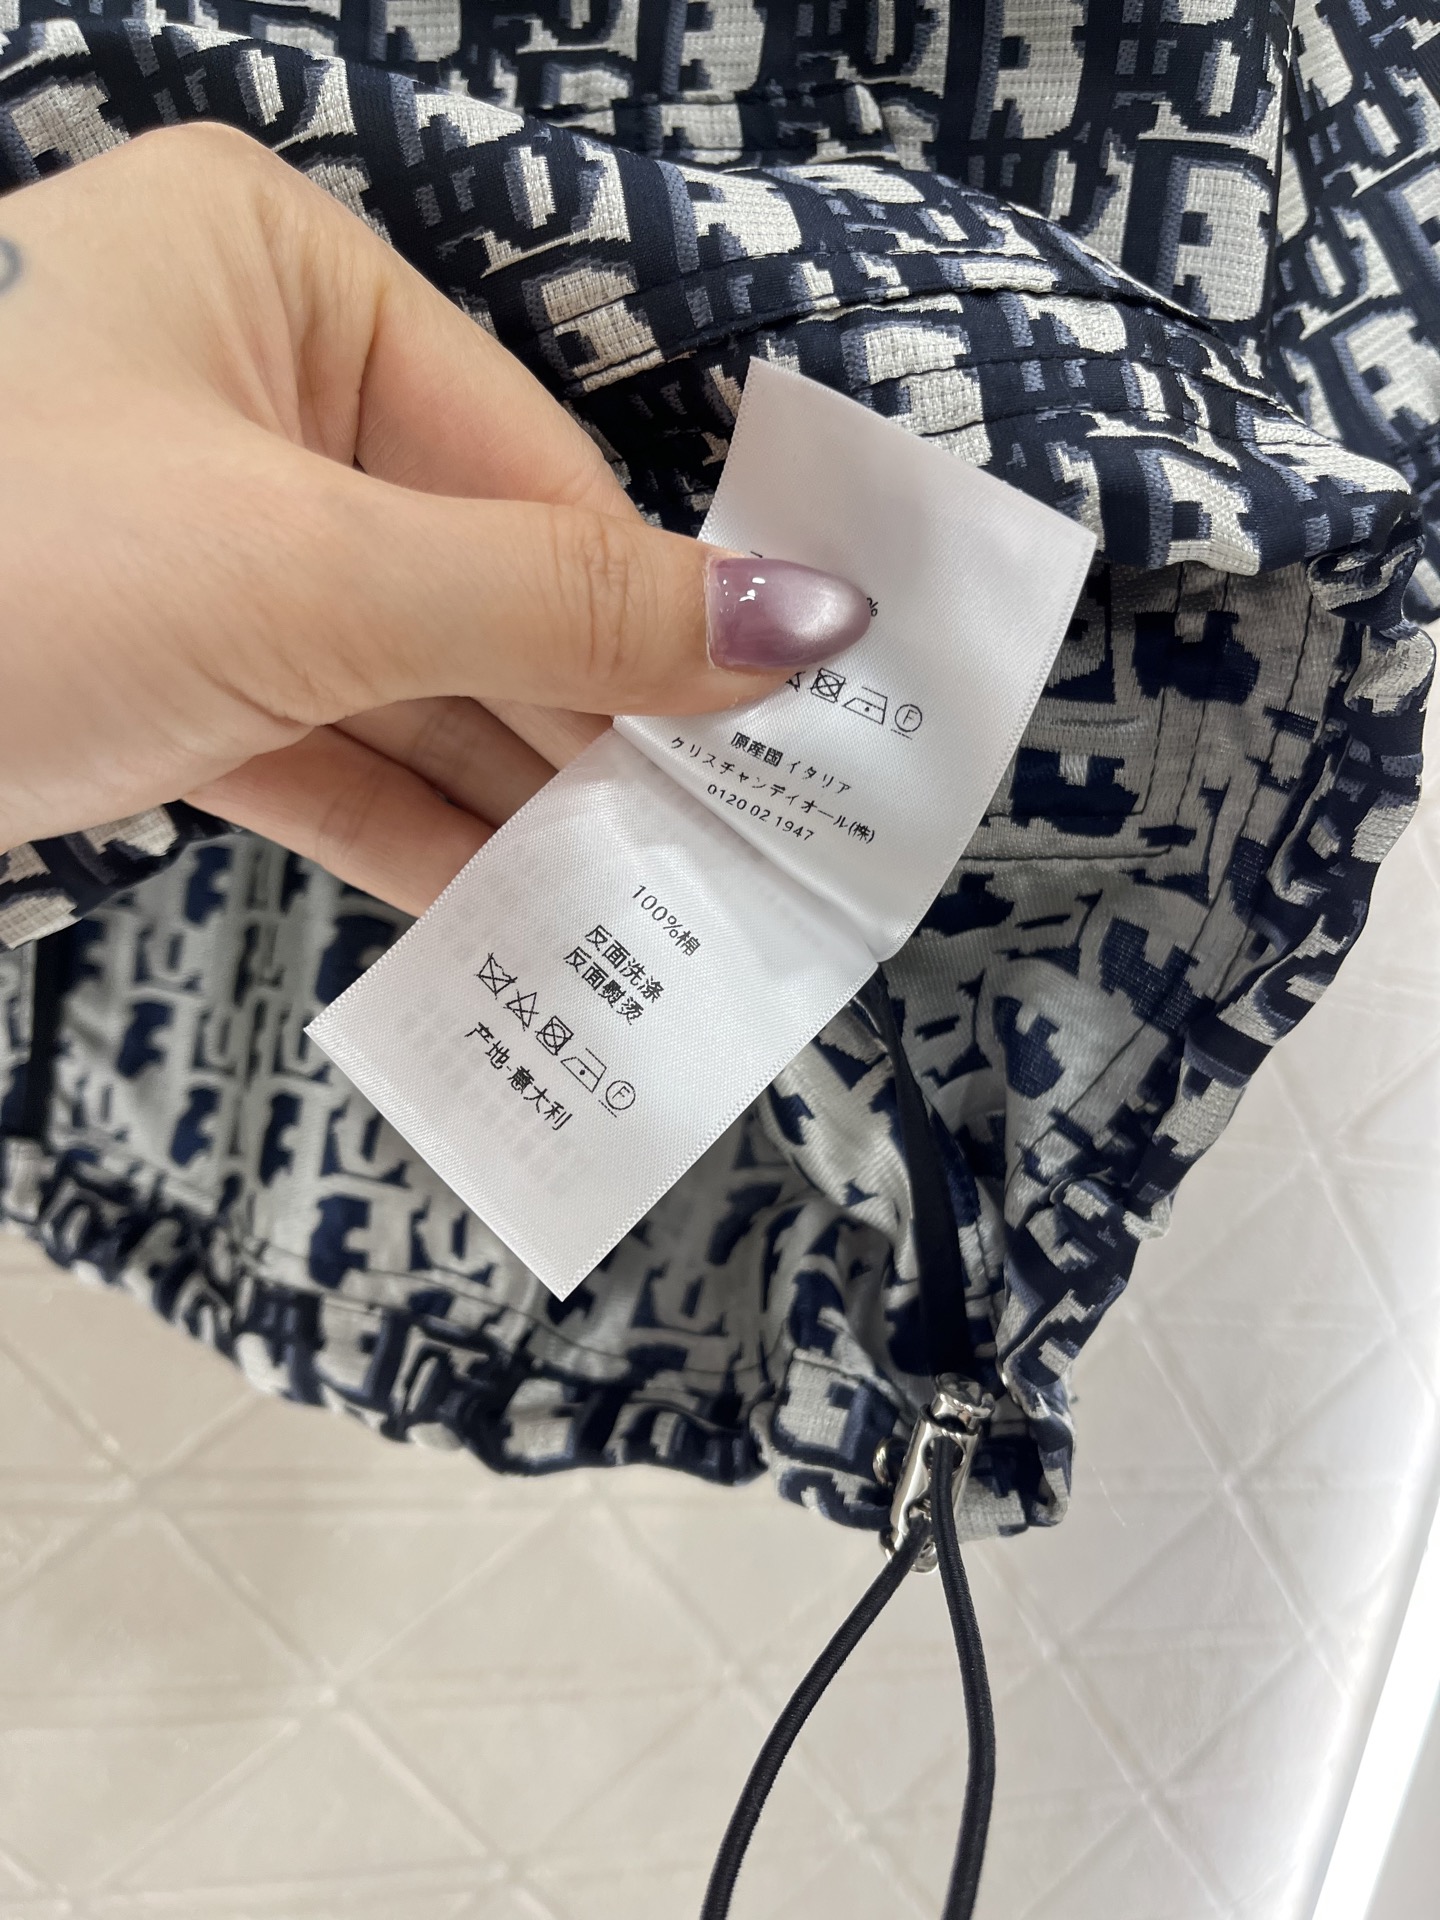 %
F
原産国 イタリア
クリスチャンディオール(株)
0120 02 1947
100%棉
反面洗涤
反面熨烫
F
产地-意大利